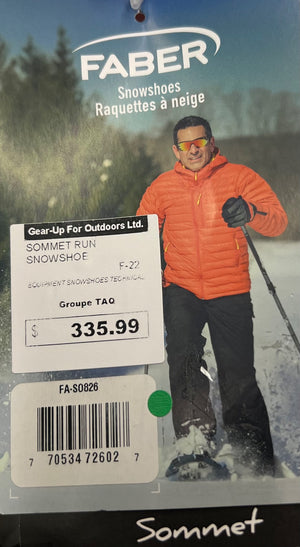 FABER
Snowshoes
Raquettes à neige
Gear-Up For Outdoors Ltd.
SOMMET RUN
SNOWSHOE
F-22
EQUIPMENT SNOWSHOES TECHNICAL
Groupe TAQ
$ 335.99
FA-S0826
7 70534 72602 7
Sommet